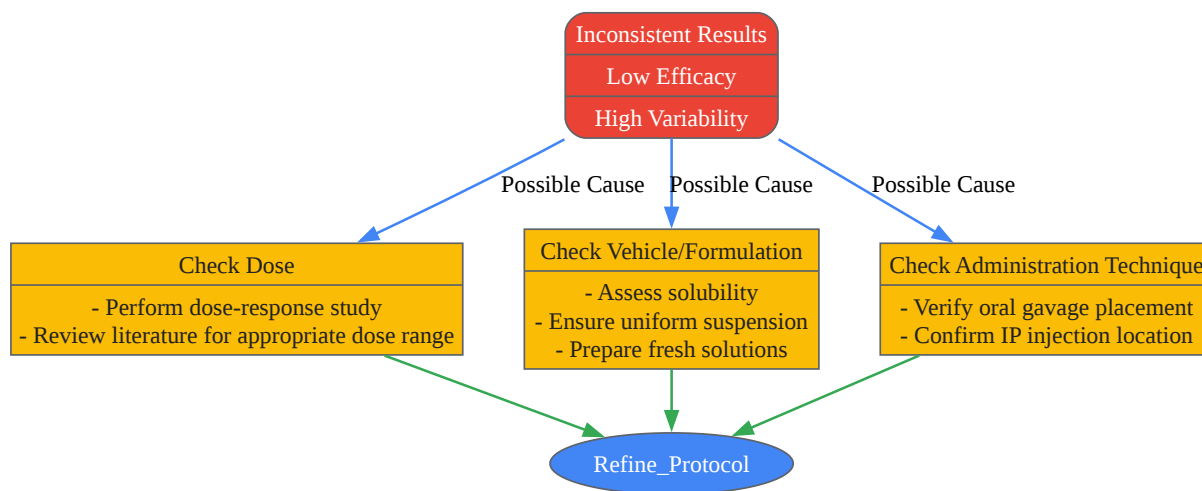 Inconsistent Results
Low Efficacy
High Variability
Possible Cause
Possible Cause
Possible Cause
Check Dose
- Perform dose-response study
- Review literature for appropriate dose range
Check Vehicle/Formulation
- Assess solubility
- Ensure uniform suspension
- Prepare fresh solutions
Check Administration Technique
- Verify oral gavage placement
- Confirm IP injection location
Refine_Protocol